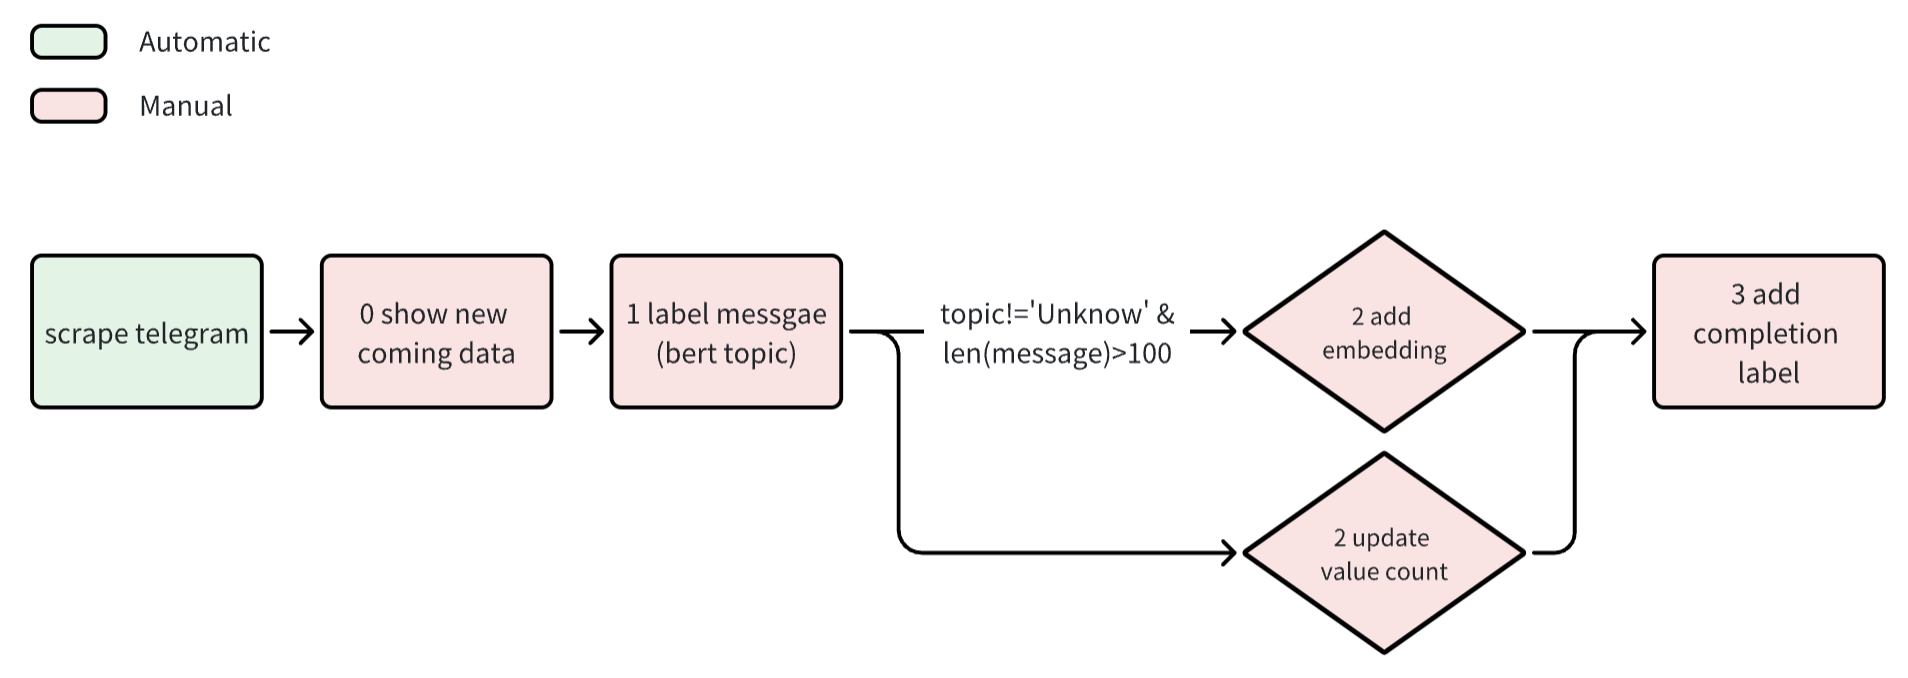 Automatic
Manual
scrape telegram
0 show new
coming data
1 label messgae
(bert topic)
topic!='Unknow' &
len(message)>100
2 add
embedding
2 update
value count
3 add
completion
label